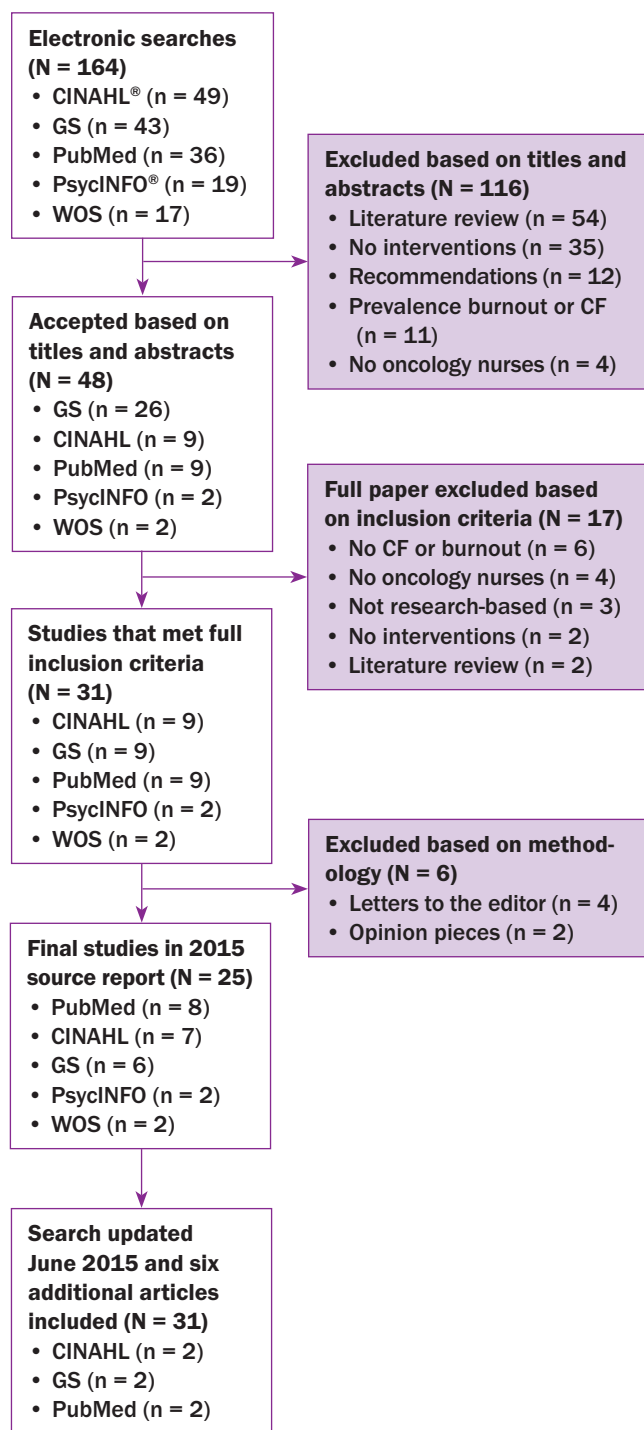 Electronic searches
(N = 164)
• CINAHL® (n = 49)
• GS (n = 43)
• PubMed (n = 36)
• PsycINFO® (n = 19)
• WOS (n = 17)
Excluded based on titles and
abstracts (N = 116)
• Literature review (n = 54)
• No interventions (n = 35)
• Recommendations (n = 12)
• Prevalence burnout or CF
(n = 11)
• No oncology nurses (n = 4)
Accepted based on
titles and abstracts
(N = 48)
• GS (n = 26)
• CINAHL (n = 9)
• PubMed (n = 9)
• PsycINFO (n = 2)
• WOS (n = 2)
Full paper excluded based
on inclusion criteria (N = 17)
• No CF or burnout (n = 6)
• No oncology nurses (n = 4)
• Not research-based (n = 3)
• No interventions (n = 2)
• Literature review (n = 2)
Studies that met full
inclusion criteria
(N = 31)
• CINAHL (n = 9)
• GS (n = 9)
• PubMed (n = 9)
• PsycINFO (n = 2)
• WOS (n = 2)
Excluded based on method-
ology (N = 6)
• Letters to the editor (n = 4)
• Opinion pieces (n = 2)
Final studies in 2015
source report (N = 25)
• PubMed (n = 8)
• CINAHL (n = 7)
• GS (n = 6)
• PsycINFO (n = 2)
• WOS (n = 2)
Search updated
June 2015 and six
additional articles
included (N = 31)
• CINAHL (n = 2)
• GS (n = 2)
• PubMed (n = 2)